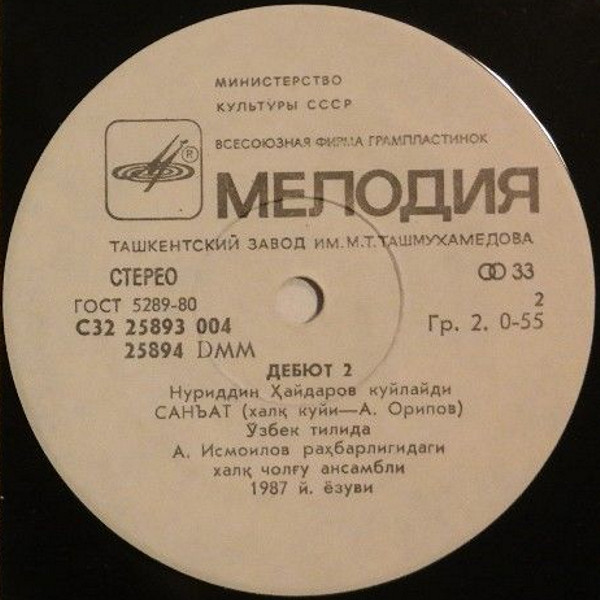 МИНИСТЕРСТВО
КУЛЬТУРЫ СССР
ВСЕСОЮЗНАЯ ФИРМА ГРАМПЛАСТИНОК
®
МЕЛОДИЯ
ТАШКЕНТСКИЙ ЗАВОД ИМ. М.Т. ТАШМУХАМЕДОВА
СТЕРЕО
33
ГОСТ 5289-80
2
С32 25893 004
Гр. 2. 0-55
25894 DMM
ДЕБЮТ 2
Нуриддин Ҳайдаров куйлайди
САНЪАТ (халқ куйи—А. Орипов)
Ўзбек тилида
А. Исмоилов раҳбарлигидаги
халқ чолғу ансамбли
1987 й. ёзуви